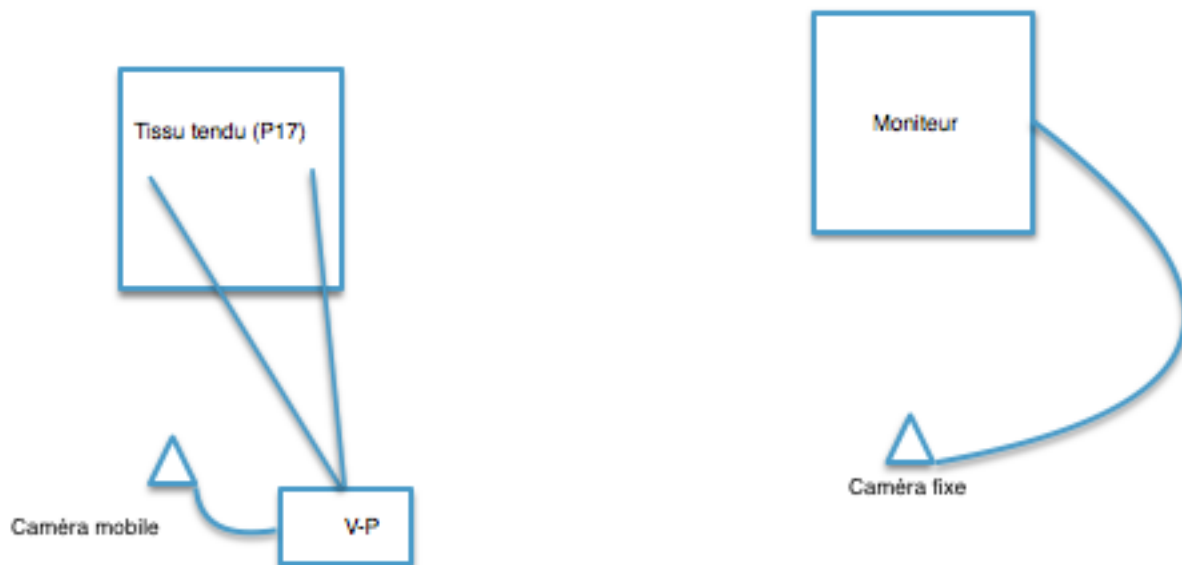 Tissu tendu (P17)
Moniteur
Caméra mobile
V-P
Caméra fixe